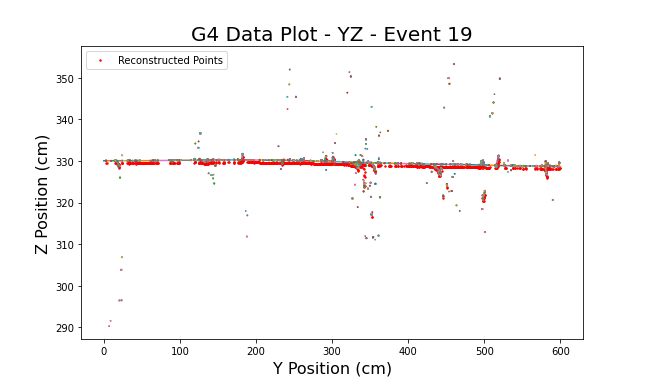 G4 Data Plot - YZ - Event 19
Reconstructed Points
Z Position (cm)
350
340
330
320
310
300
290
0 100 200 300 400 500 600
Y Position (cm)